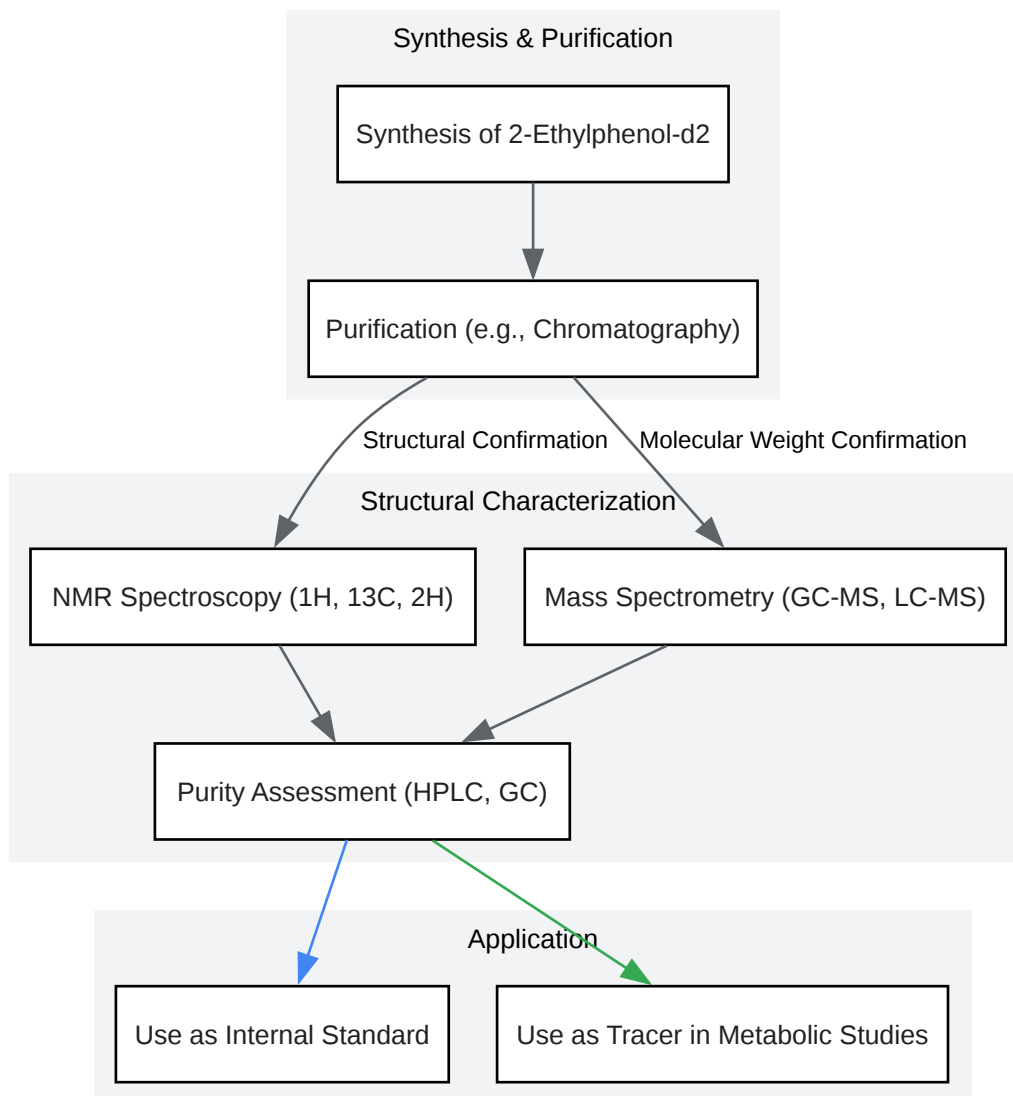 Synthesis & Purification
Synthesis of 2-Ethylphenol-d2
Purification (e.g., Chromatography)
Structural Confirmation
Molecular Weight Confirmation
Structural Characterization
NMR Spectroscopy (1H, 13C, 2H)
Mass Spectrometry (GC-MS, LC-MS)
Purity Assessment (HPLC, GC)
Application
Use as Internal Standard
Use as Tracer in Metabolic Studies